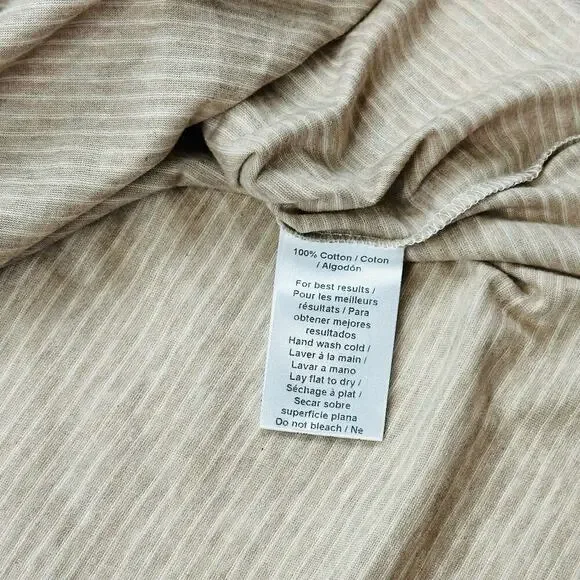 100% Cotton / Coton
/ Algodón
For best results /
Pour les meilleurs
résultats / Para
obtener mejores
resultados
Hand wash cold /
Laver à la main /
Lavar a mano
Lay flat to dry /
Séchage à plat /
Secar sobre
superficie plana
Do not bleach / Ne